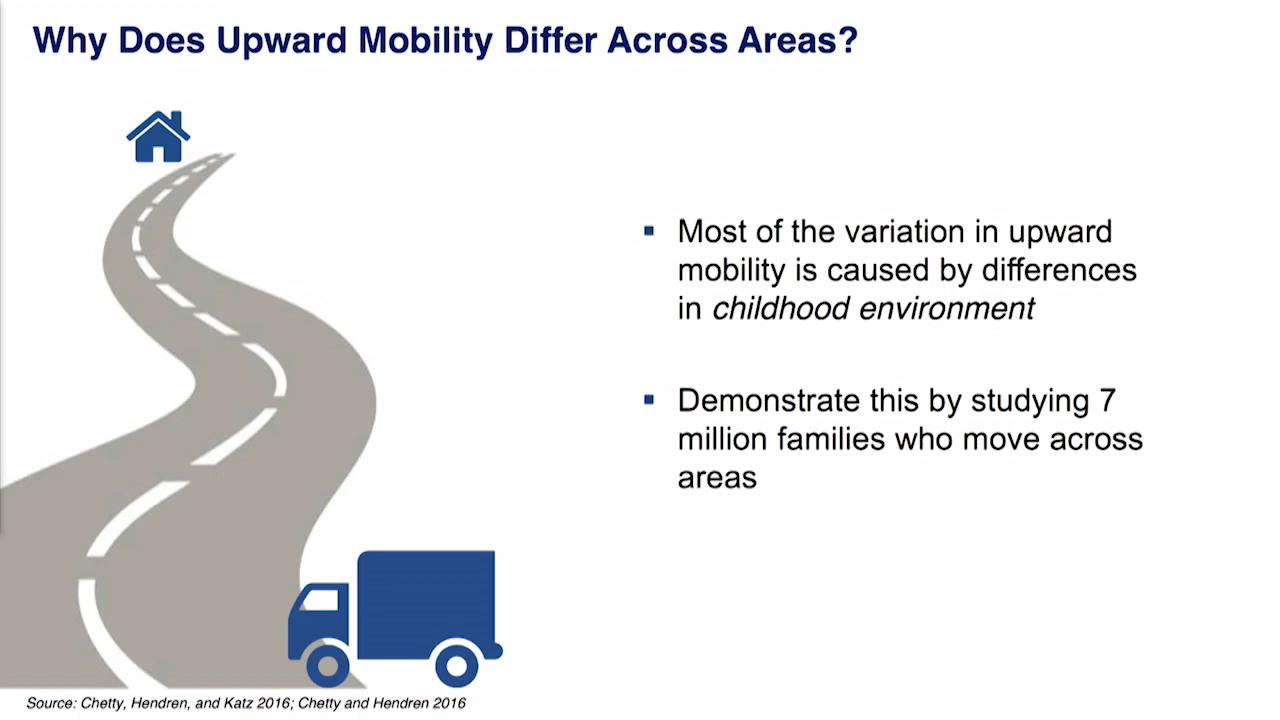 Why Does Upward Mobility Differ Across Areas?
▪ Most of the variation in upward
mobility is caused by differences
in childhood environment
▪ Demonstrate this by studying 7
million families who move across
areas
Source: Chetty, Hendren, and Katz 2016; Chetty and Hendren 2016